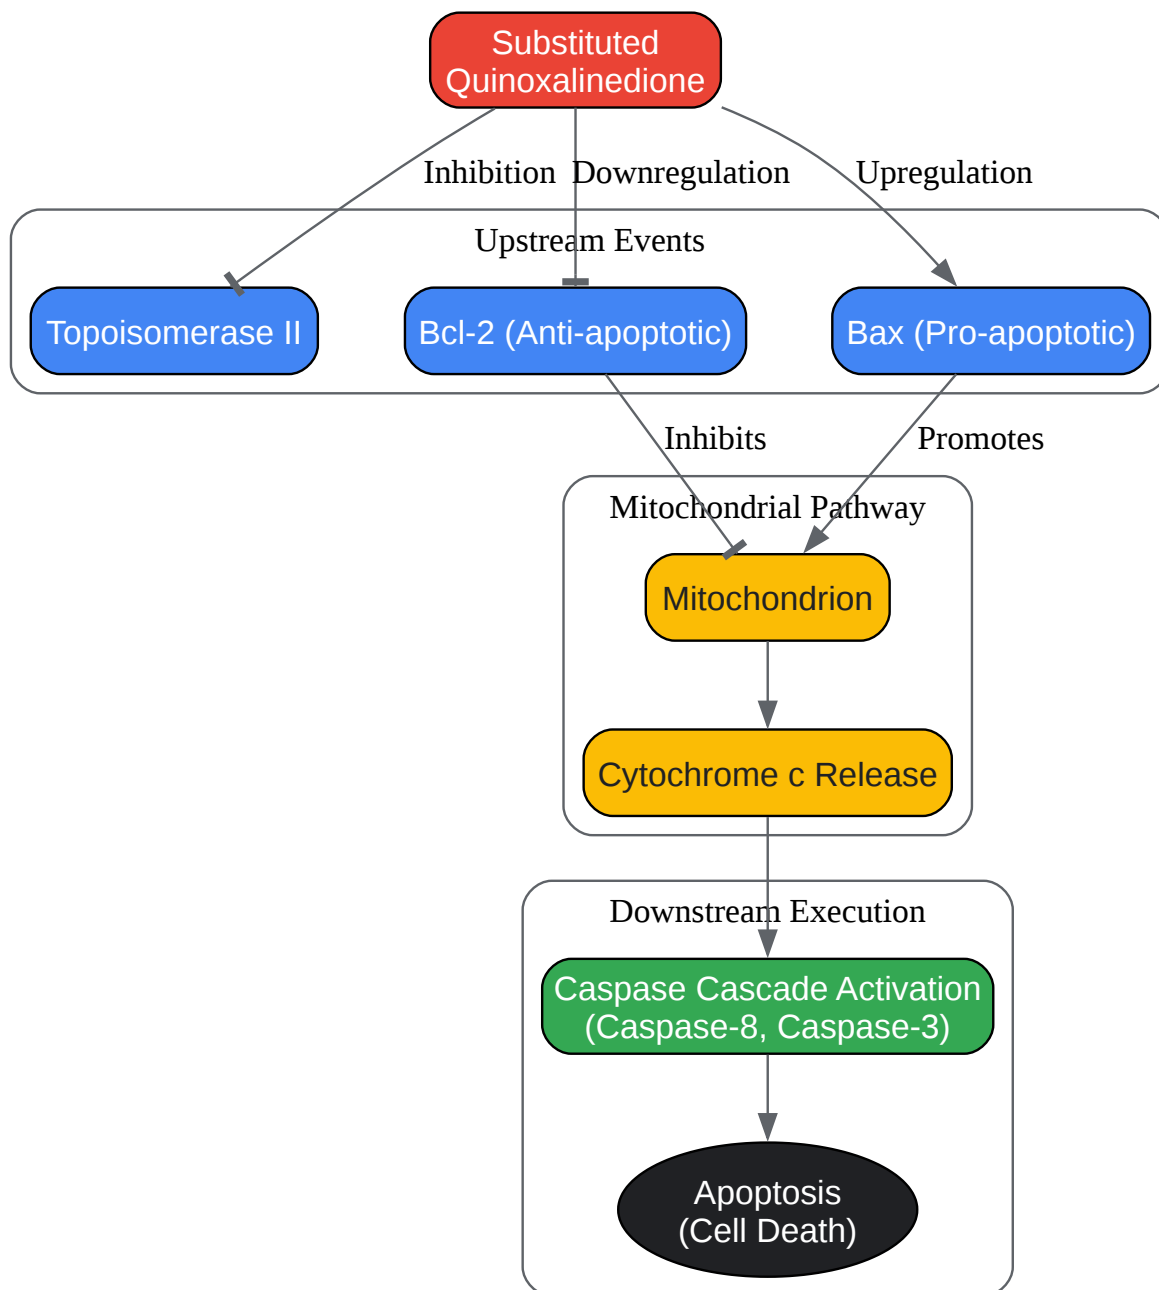 Substituted
Quinoxalinedione
Inhibition
Downregulation
Upregulation
Upstream Events
Topoisomerase II
Bcl-2 (Anti-apoptotic)
Bax (Pro-apoptotic)
Inhibits
Promotes
Mitochondrial Pathway
Mitochondrion
Cytochrome c Release
Downstream Execution
Caspase Cascade Activation
(Caspase-8, Caspase-3)
Apoptosis
(Cell Death)